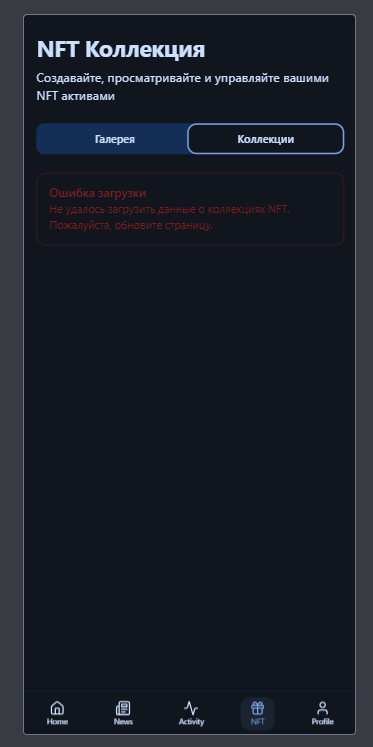 NFT Коллекция
Создавайте, просматривайте и управляйте вашими
NFT активами
Галерея
Коллекции
Ошибка загрузки
Не удалось загрузить данные о коллекциях NFT.
Пожалуйста, обновите страницу.
Home
News
Activity
NFT
Profile